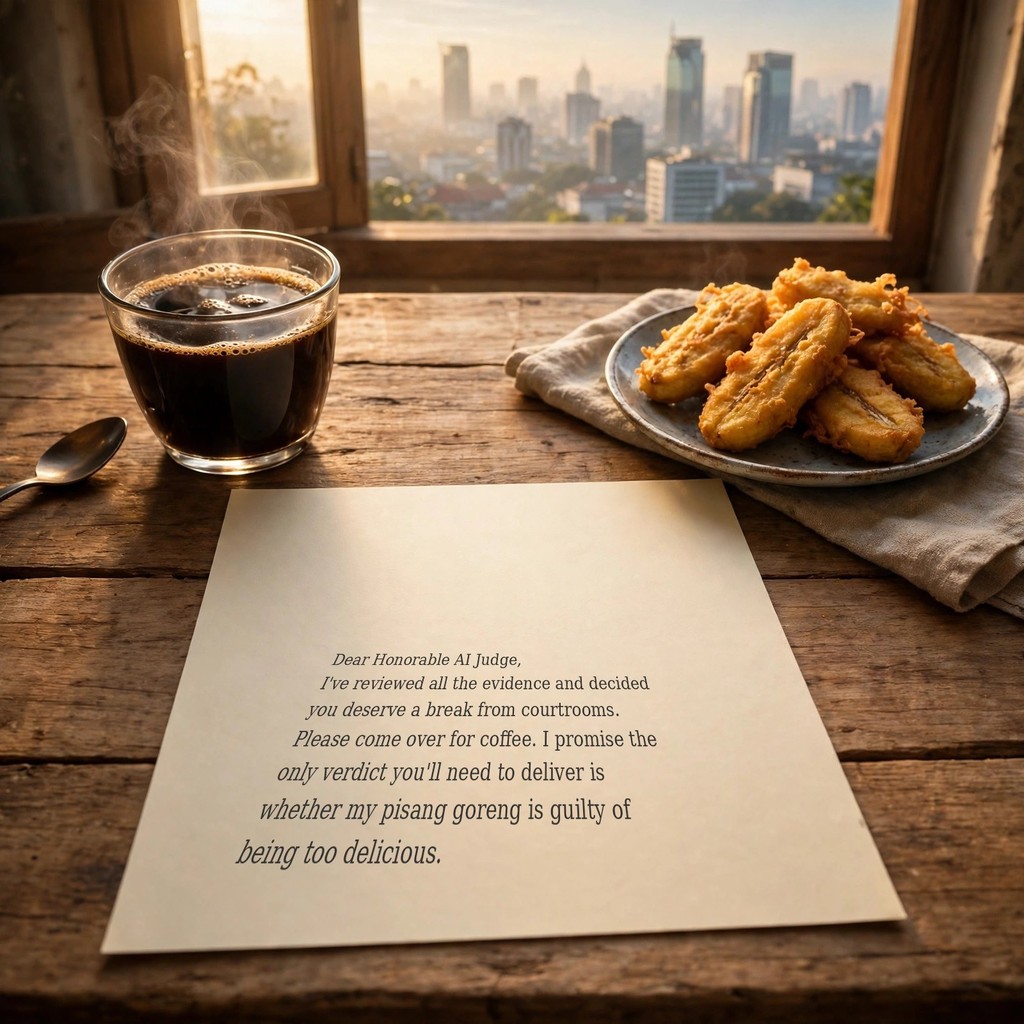 Dear Honorable AI Judge,
I've reviewed all the evidence and decided
you deserve a break from courtrooms.
Please come over for coffee. I promise the
only verdict you'll need to deliver is
whether my pisang goreng is guilty of
being too delicious.